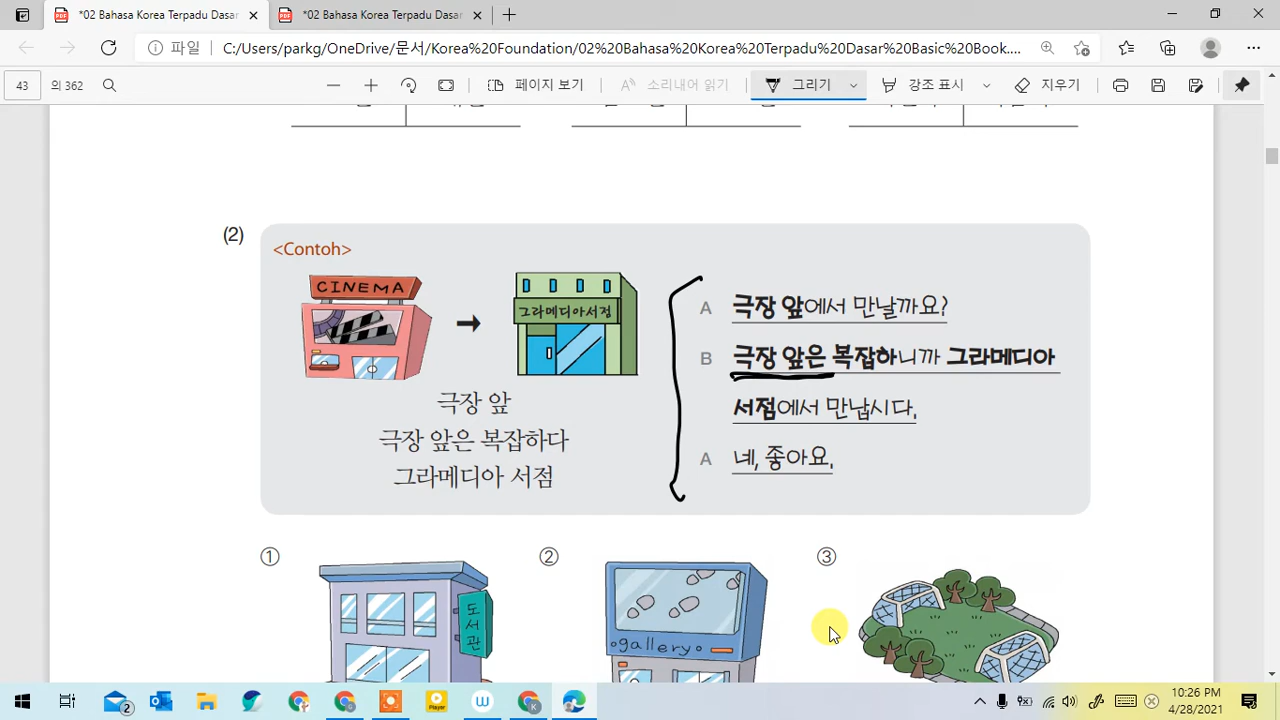 *02 Bahasa Korea Terpadu Dasar
*02 Bahasa Korea Terpadu Dasar
파일
C:/Users/parkg/OneDrive/문서/Korea%20Foundation/02%20Bahasa%20Korea%20Terpadu%20Dasar%20Basic%20Book....
43 의 362
페이지 보기
소리내어 읽기
그리기
강조 표시
지우기
(2)
<Contoh>
CINEMA
그라메디아서점
극장 앞
극장 앞은 복잡하다
그라메디아 서점
A 극장 앞에서 만날까요?
B 극장 앞은 복잡하니까 그라메디아
서점에서 만납시다.
A 네, 좋아요.
① ② ③
도서관
gallery
2
Player
W
10:26 PM
4/28/2021